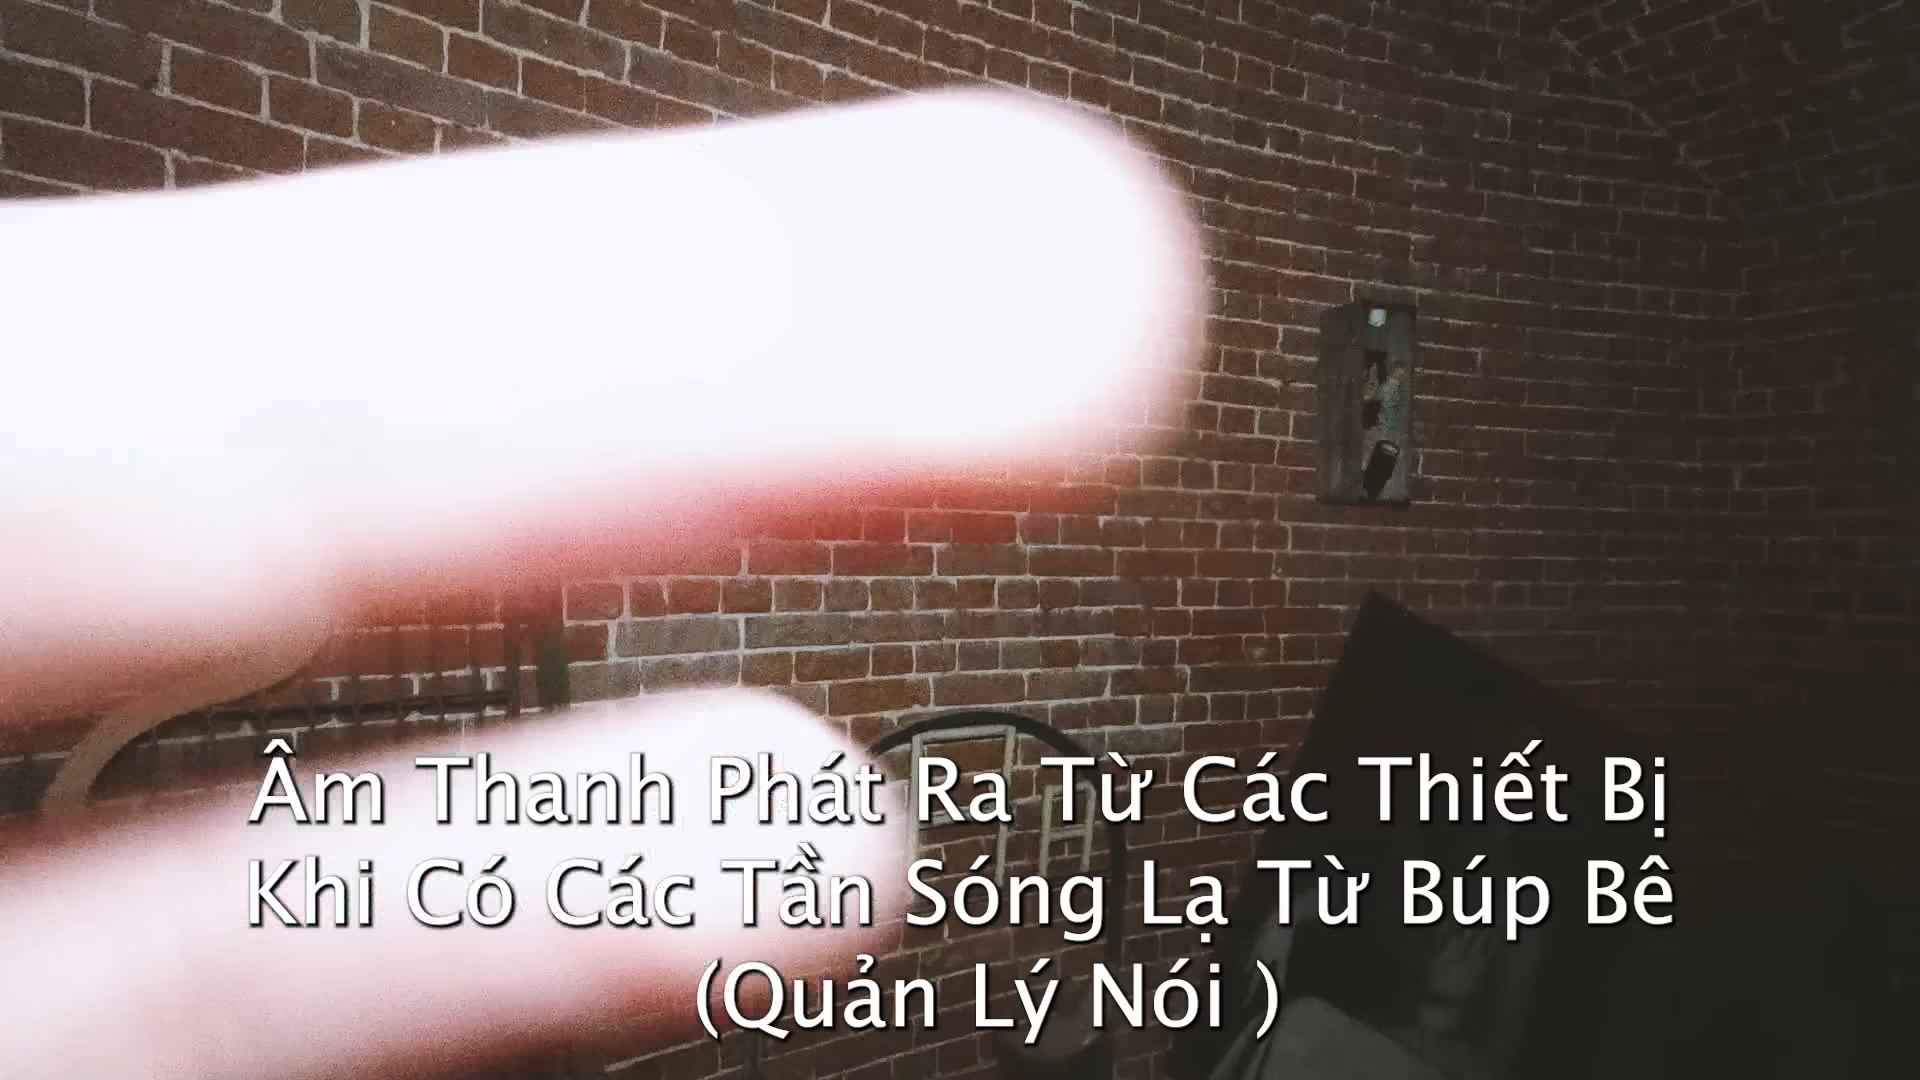 Âm Thanh Phát Ra Từ Các Thiết Bị
Khi Có Các Tần Sóng Lạ Từ Búp Bê
(Quản Lý Nói )